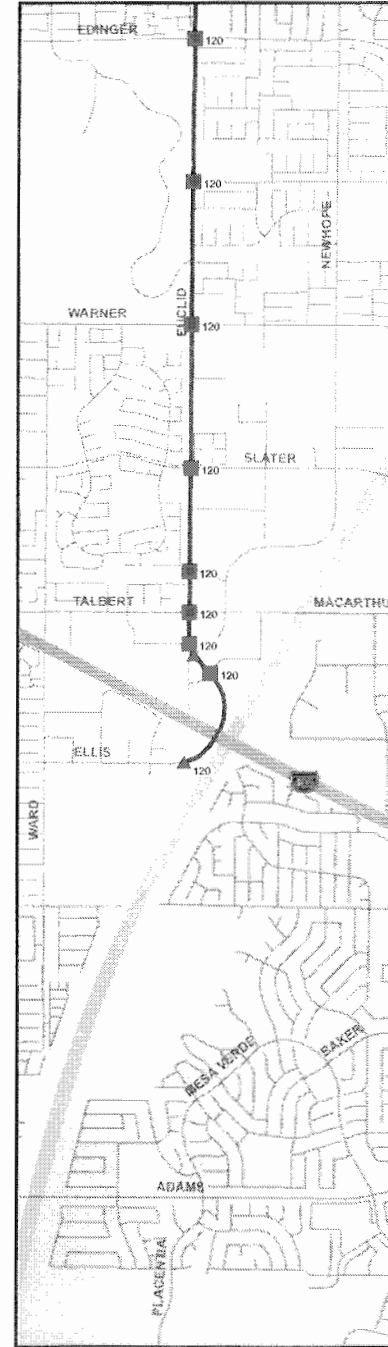 EDINGER
120
120
NEWHOPE
EUCLID
WARNER
120
SLATER
120
120
TALBERT
120
MACARTHU
120
120
ELLIS
120
WARD
MESA VERDE
BAKER
ADAMS
PLACENTIA